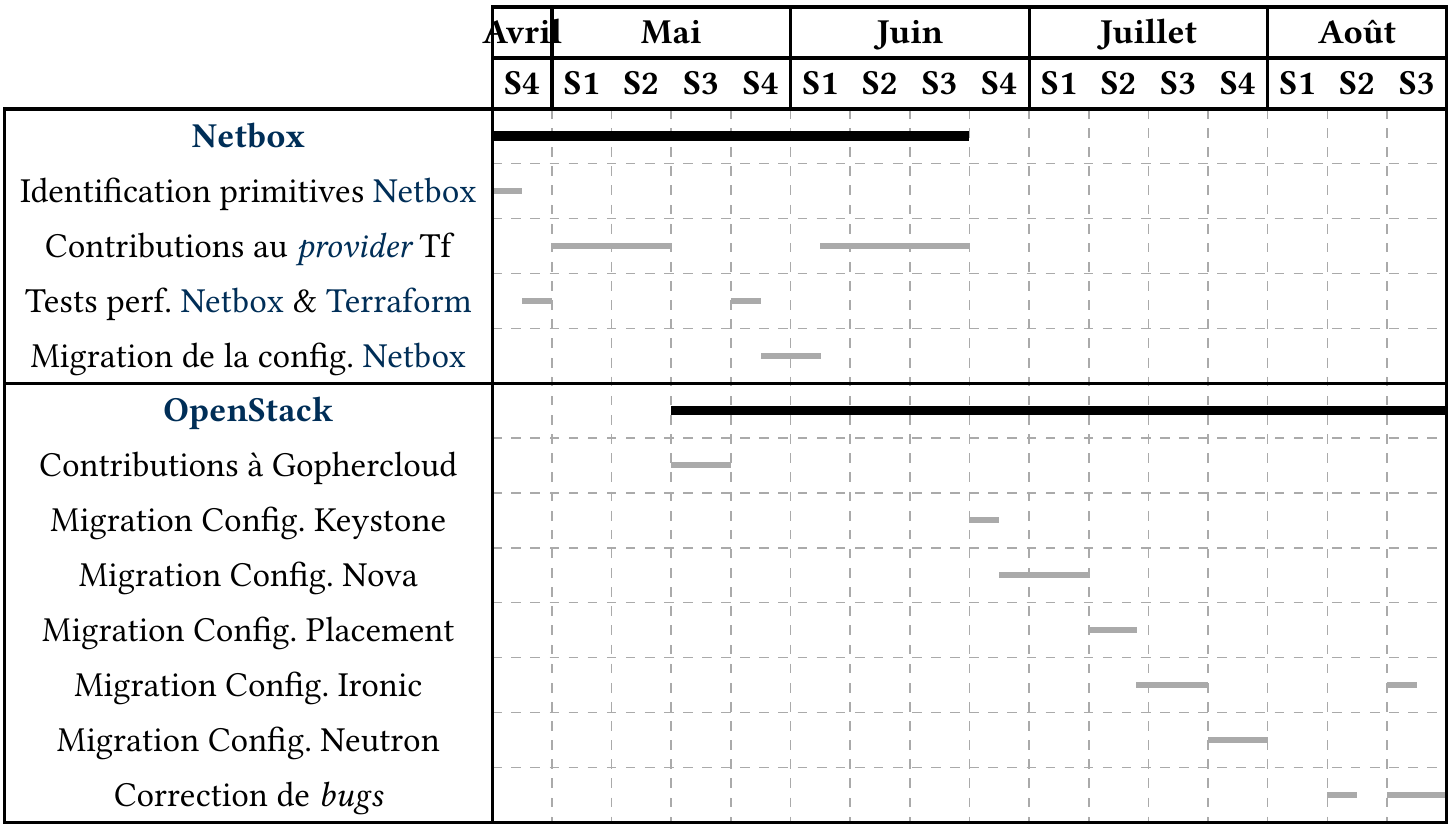 Avril Mai Juin Juillet Août
S4 S1 S2 S3 S4 S1 S2 S3 S4 S1 S2 S3 S4 S1 S2 S3
Netbox
Identification primitives Netbox
Contributions au provider Tf
Tests perf. Netbox & Terraform
Migration de la config. Netbox
OpenStack
Contributions à Gophercloud
Migration Config. Keystone
Migration Config. Nova
Migration Config. Placement
Migration Config. Ironic
Migration Config. Neutron
Correction de bugs